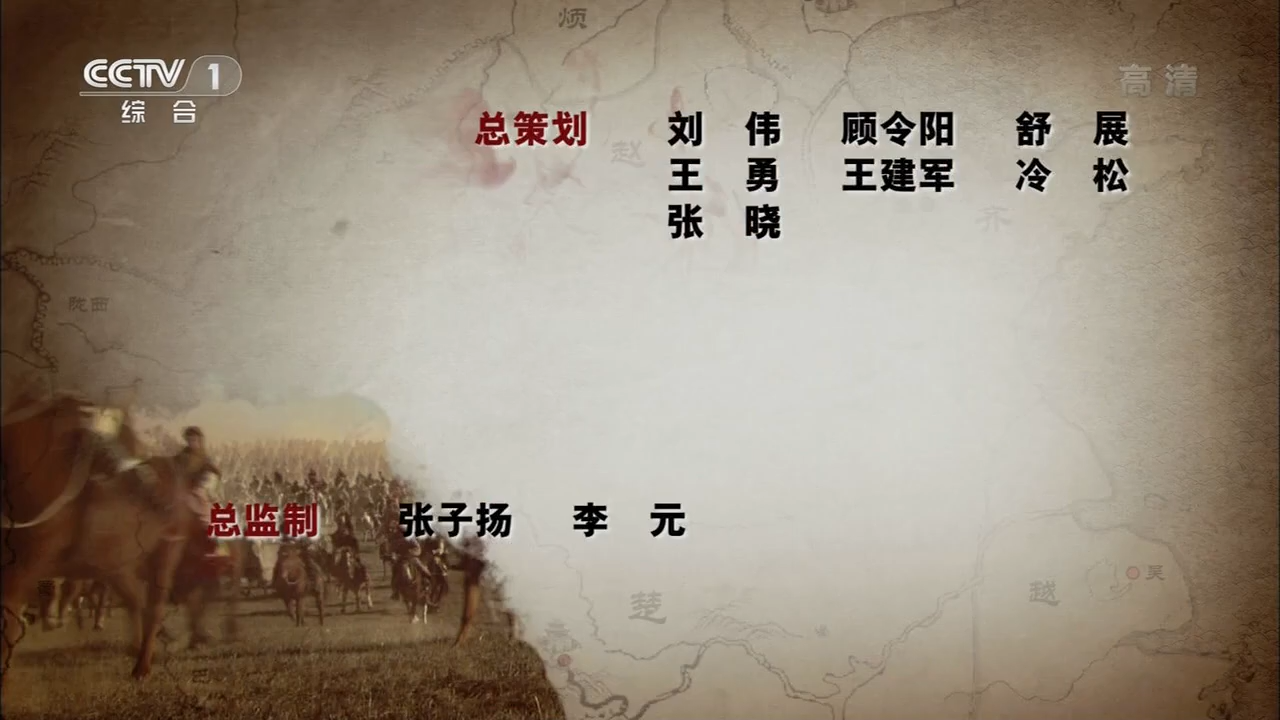 烦
CCTV 1
综合
高清
总策划 刘伟 顾令阳 舒展
王勇 王建军 冷松
张晓
赵
齐
陇西
总监制 张子扬 李元
楚
越
吴
巴